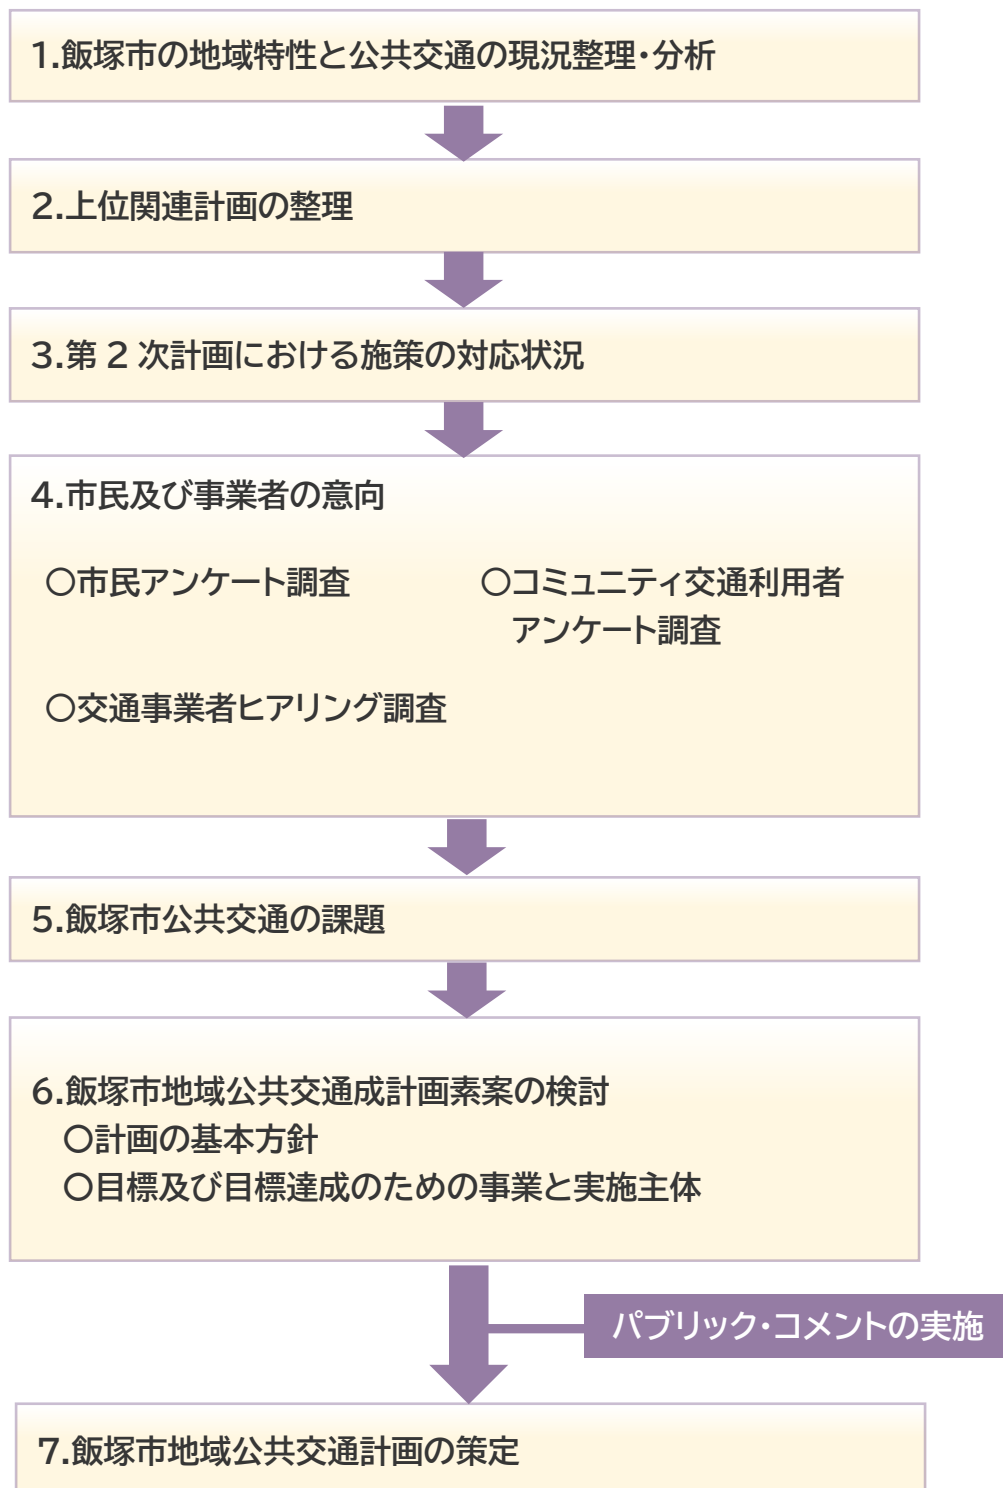 1.飯塚市の地域特性と公共交通の現況整理・分析
2.上位関連計画の整理
3.第2次計画における施策の対応状況
4.市民及び事業者の意向
〇市民アンケート調査
〇コミュニティ交通利用者
アンケート調査
〇交通事業者ヒアリング調査
5.飯塚市公共交通の課題
6.飯塚市地域公共交通成計画素案の検討
〇計画の基本方針
〇目標及び目標達成のための事業と実施主体
パブリック・コメントの実施
7.飯塚市地域公共交通計画の策定